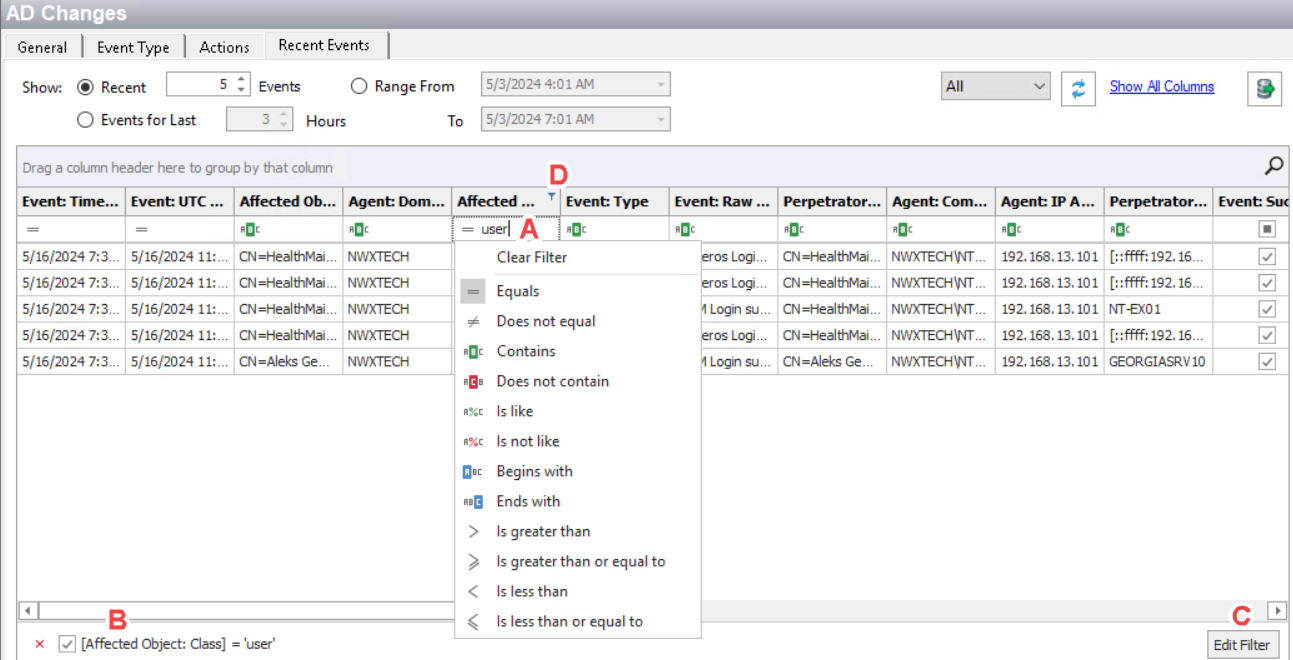 AD Changes
General Event Type Actions Recent Events
Show: Recent 5 Events Range From 5/3/2024 4:01 AM All Show All Columns
Events for Last 3 Hours To 5/3/2024 7:01 AM
Drag a column header here to group by that column
D
Event: Time... Event: UTC ... Affected Ob... Agent: Dom... Affected ... Event: Type Event: Raw ... Perpetrator... Agent: Com... Agent: IP A... Perpetrator... Event: Suc
= = ABC ABC = user A ABC ABC ABC ABC ABC ABC
5/16/2024 7:3... 5/16/2024 11:... CN=HealthMai... NWXTECH eros Logi... CN=HealthMai... NWXTECH\NT... 192.168.13.101 [::ffff:192.16...
5/16/2024 7:3... 5/16/2024 11:... CN=HealthMai... NWXTECH eros Logi... CN=HealthMai... NWXTECH\NT... 192.168.13.101 [::ffff:192.16...
5/16/2024 7:3... 5/16/2024 11:... CN=HealthMai... NWXTECH M Login su... CN=HealthMai... NWXTECH\NT... 192.168.13.101 NT-EX01
5/16/2024 7:3... 5/16/2024 11:... CN=HealthMai... NWXTECH eros Logi... CN=HealthMai... NWXTECH\NT... 192.168.13.101 [::ffff:192.16...
5/16/2024 7:3... 5/16/2024 11:... CN=Aleks Ge... NWXTECH M Login su... CN=Aleks Ge... NWXTECH\NT... 192.168.13.101 GEORGIASRV10
Clear Filter
= Equals
≠ Does not equal
ABC Contains
ACB Does not contain
A%C Is like
A%C Is not like
ABC Begins with
ABC Ends with
> Is greater than
⩾ Is greater than or equal to
< Is less than
⩽ Is less than or equal to
B
C
[Affected Object: Class] = 'user' Edit Filter